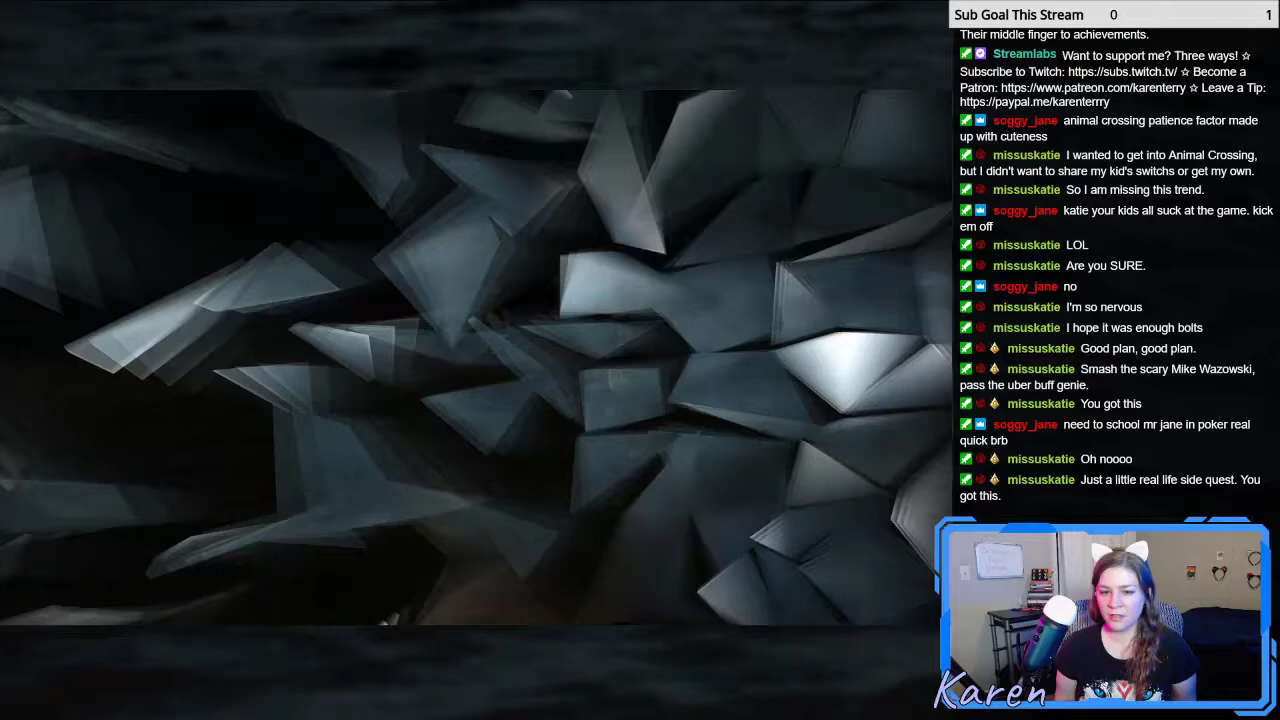 Sub Goal This Stream 0 1
Their middle finger to achievements.
Streamlabs Want to support me? Three ways! ☆
Subscribe to Twitch: https://subs.twitch.tv/ ☆ Become a
Patron: https://www.patreon.com/karenterry ☆ Leave a Tip:
https://paypal.me/karenterrry
soggy_jane animal crossing patience factor made
up with cuteness
missuskatie I wanted to get into Animal Crossing,
but I didn't want to share my kid's switchs or get my own.
missuskatie So I am missing this trend.
soggy_jane katie your kids all suck at the game. kick
em off
missuskatie LOL
missuskatie Are you SURE.
soggy_jane no
missuskatie I'm so nervous
missuskatie I hope it was enough bolts
missuskatie Good plan, good plan.
missuskatie Smash the scary Mike Wazowski,
pass the uber buff genie.
missuskatie You got this
soggy_jane need to school mr jane in poker real
quick brb
missuskatie Oh noooo
missuskatie Just a little real life side quest. You
got this.
Karen